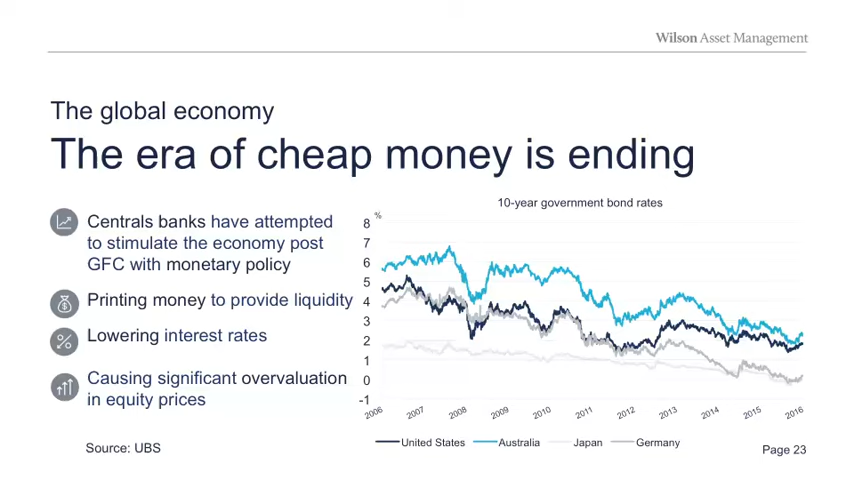 Wilson Asset Management
The global economy
The era of cheap money is ending
Centrals banks have attempted
to stimulate the economy post
GFC with monetary policy
Printing money to provide liquidity
Lowering interest rates
Causing significant overvaluation
in equity prices
10-year government bond rates
%
8
7
6
5
4
3
2
1
0
-1
2006 2007 2008 2009 2010 2011 2012 2013 2014 2015 2016
United States Australia Japan Germany
Source: UBS
Page 23